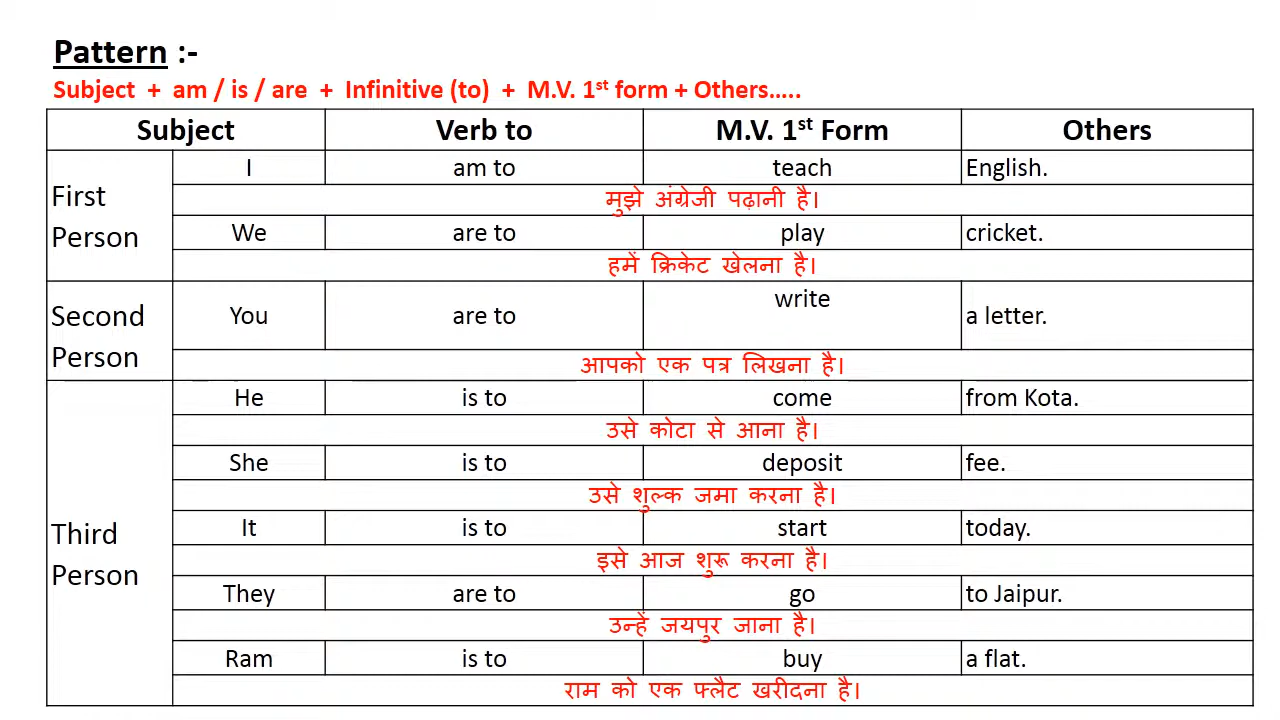 Pattern :-
Subject + am / is / are + Infinitive (to) + M.V. 1st form + Others…..
Subject Verb to M.V. 1st Form Others
First Person
I am to teach English.
मुझे अंग्रेजी पढ़ानी है।
We are to play cricket.
हमें क्रिकेट खेलना है।
Second Person
You are to write a letter.
आपको एक पत्र लिखना है।
Third Person
He is to come from Kota.
उसे कोटा से आना है।
She is to deposit fee.
उसे शुल्क जमा करना है।
It is to start today.
इसे आज शुरू करना है।
They are to go to Jaipur.
उन्हें जयपुर जाना है।
Ram is to buy a flat.
राम को एक फ्लैट खरीदना है।